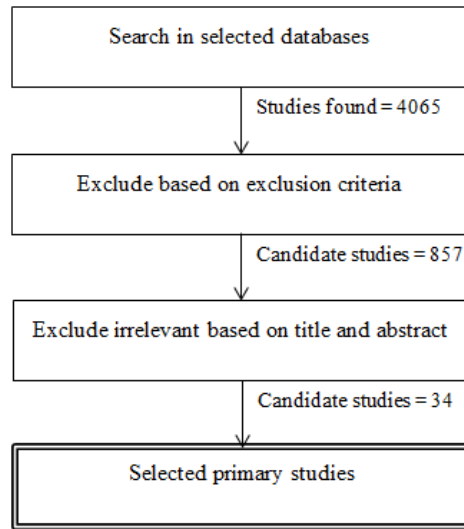 Search in selected databases
Studies found = 4065
Exclude based on exclusion criteria
Candidate studies = 857
Exclude irrelevant based on title and abstract
Candidate studies = 34
Selected primary studies